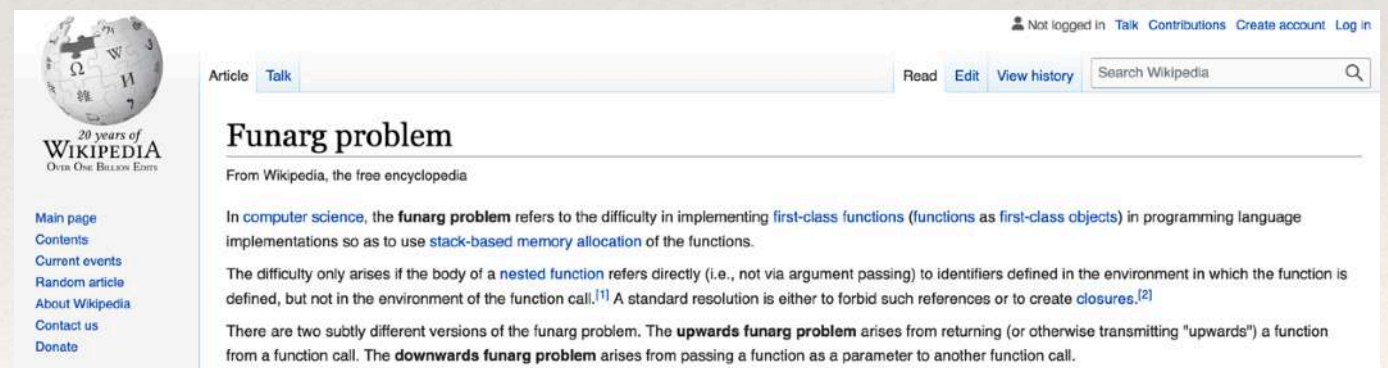 Not logged in Talk Contributions Create account Log in
Article Talk
Read Edit View history Search Wikipedia
20 years of
WIKIPEDIA
OVER ONE BILLION EDITS
Main page
Contents
Current events
Random article
About Wikipedia
Contact us
Donate
Funarg problem
From Wikipedia, the free encyclopedia
In computer science, the funarg problem refers to the difficulty in implementing first-class functions (functions as first-class objects) in programming language
implementations so as to use stack-based memory allocation of the functions.
The difficulty only arises if the body of a nested function refers directly (i.e., not via argument passing) to identifiers defined in the environment in which the function is
defined, but not in the environment of the function call.[1] A standard resolution is either to forbid such references or to create closures.[2]
There are two subtly different versions of the funarg problem. The upwards funarg problem arises from returning (or otherwise transmitting "upwards") a function
from a function call. The downwards funarg problem arises from passing a function as a parameter to another function call.